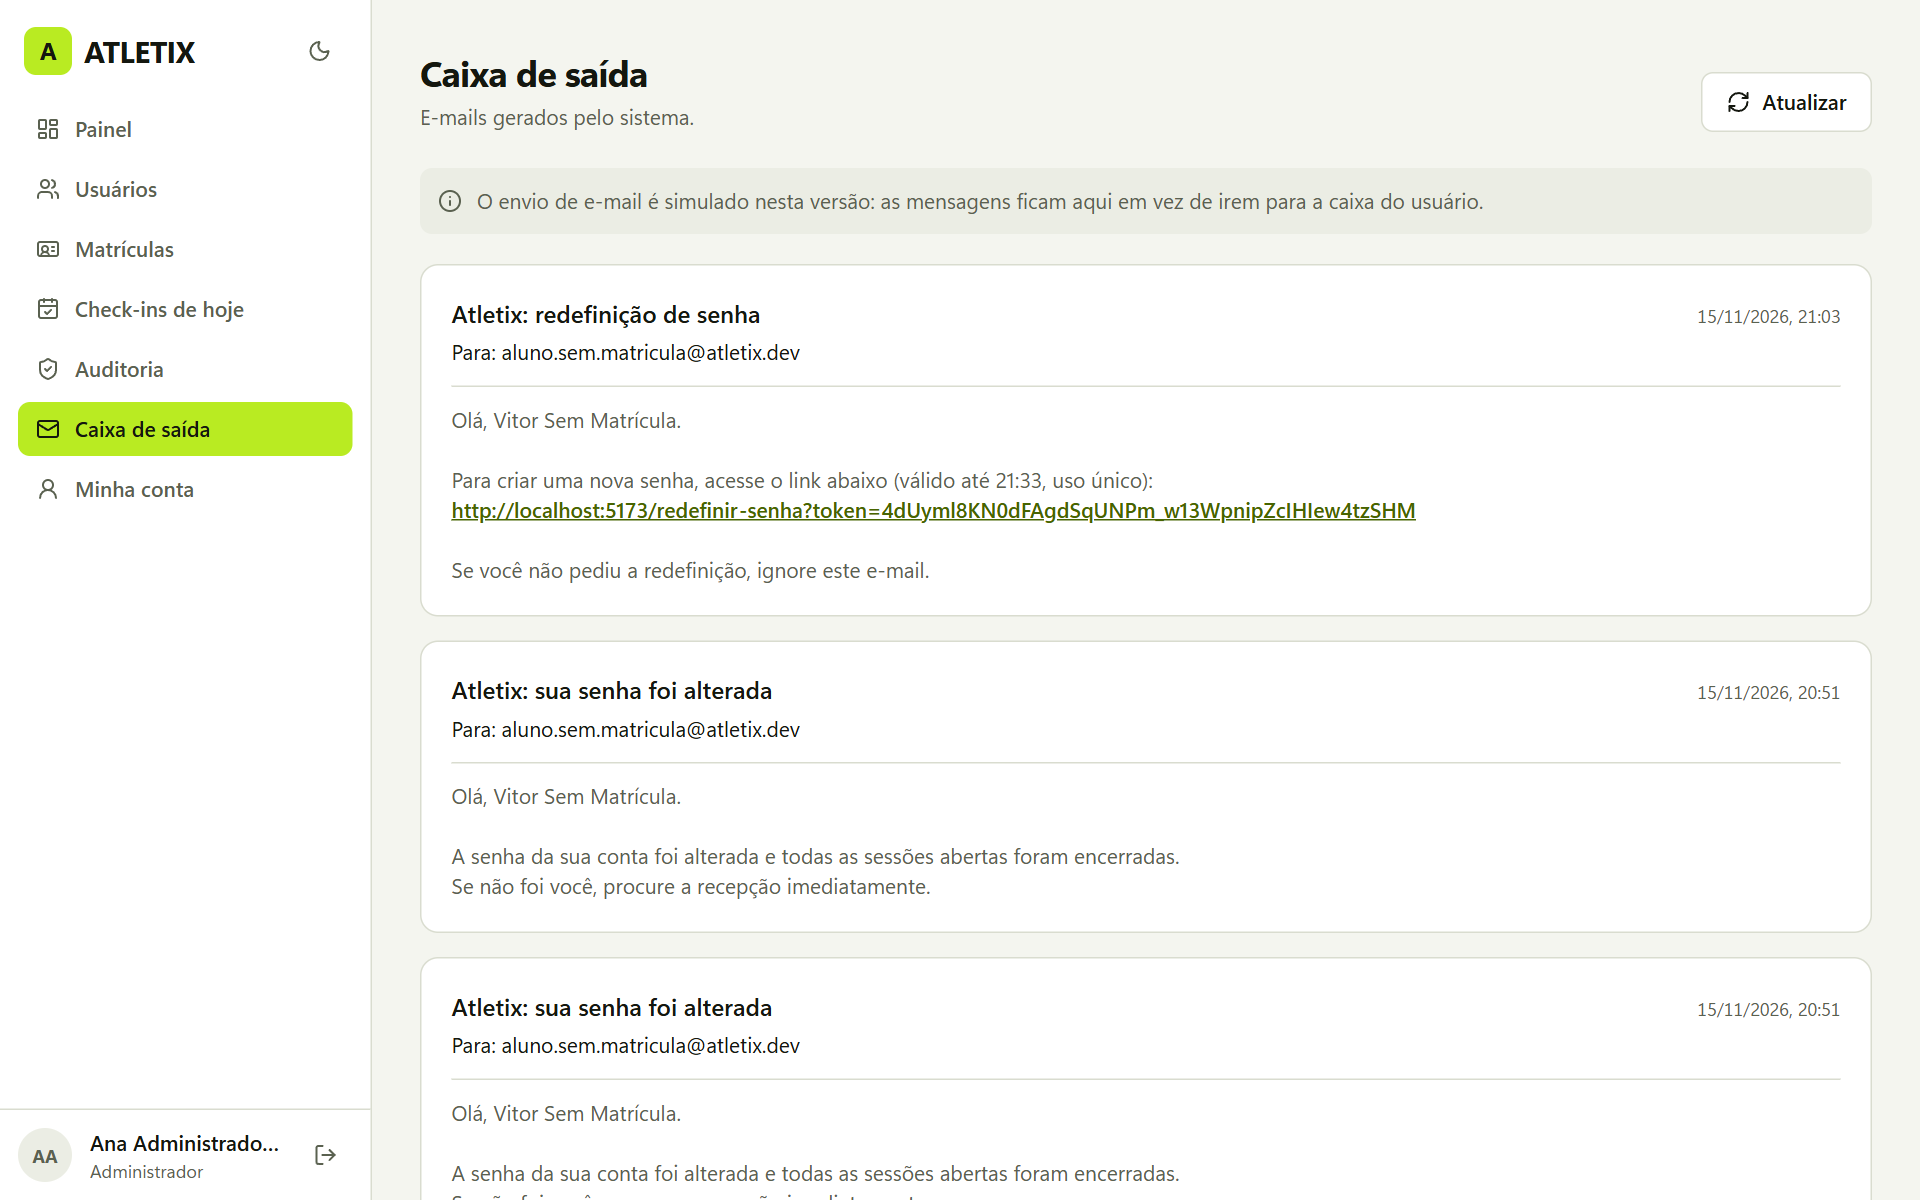 A ATLETIX
Painel
Usuários
Matrículas
Check-ins de hoje
Auditoria
Caixa de saída
Minha conta
AA
Ana Administrado...
Administrador
Caixa de saída
E-mails gerados pelo sistema.
Atualizar
O envio de e-mail é simulado nesta versão: as mensagens ficam aqui em vez de irem para a caixa do usuário.
Atletix: redefinição de senha
15/11/2026, 21:03
Para: aluno.sem.matricula@atletix.dev
Olá, Vitor Sem Matrícula.
Para criar uma nova senha, acesse o link abaixo (válido até 21:33, uso único):
http://localhost:5173/redefinir-senha?token=4dUyml8KN0dFAgdSqUNPm_w13WpnipZcIHIew4tzSHM
Se você não pediu a redefinição, ignore este e-mail.
Atletix: sua senha foi alterada
15/11/2026, 20:51
Para: aluno.sem.matricula@atletix.dev
Olá, Vitor Sem Matrícula.
A senha da sua conta foi alterada e todas as sessões abertas foram encerradas.
Se não foi você, procure a recepção imediatamente.
Atletix: sua senha foi alterada
15/11/2026, 20:51
Para: aluno.sem.matricula@atletix.dev
Olá, Vitor Sem Matrícula.
A senha da sua conta foi alterada e todas as sessões abertas foram encerradas.